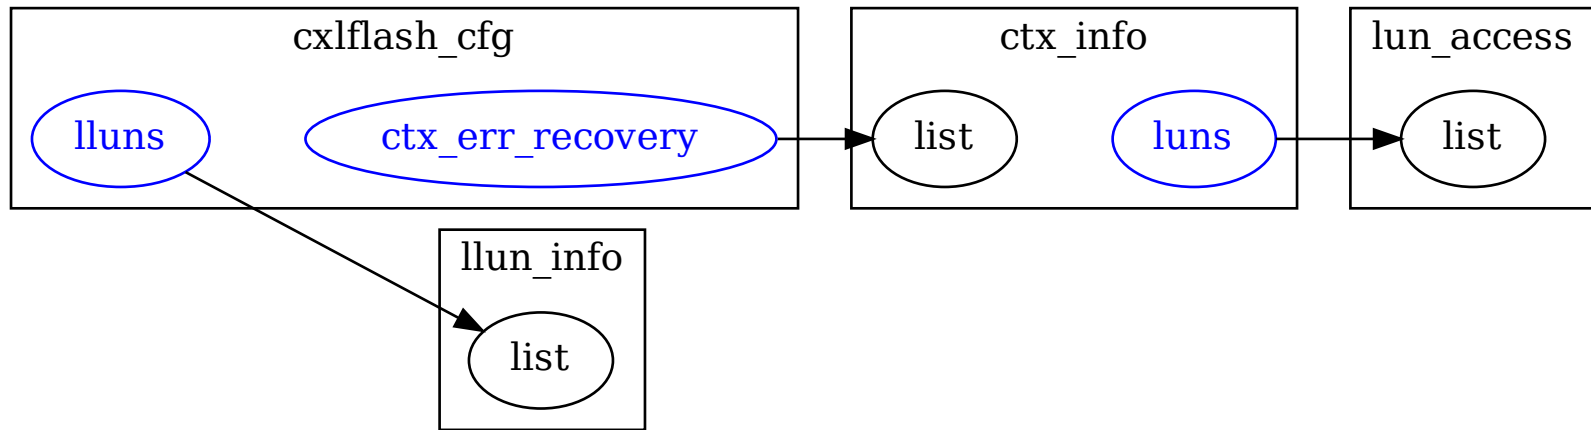 cxlflash_cfg
lluns
ctx_err_recovery
ctx_info
list
luns
lun_access
list
llun_info
list